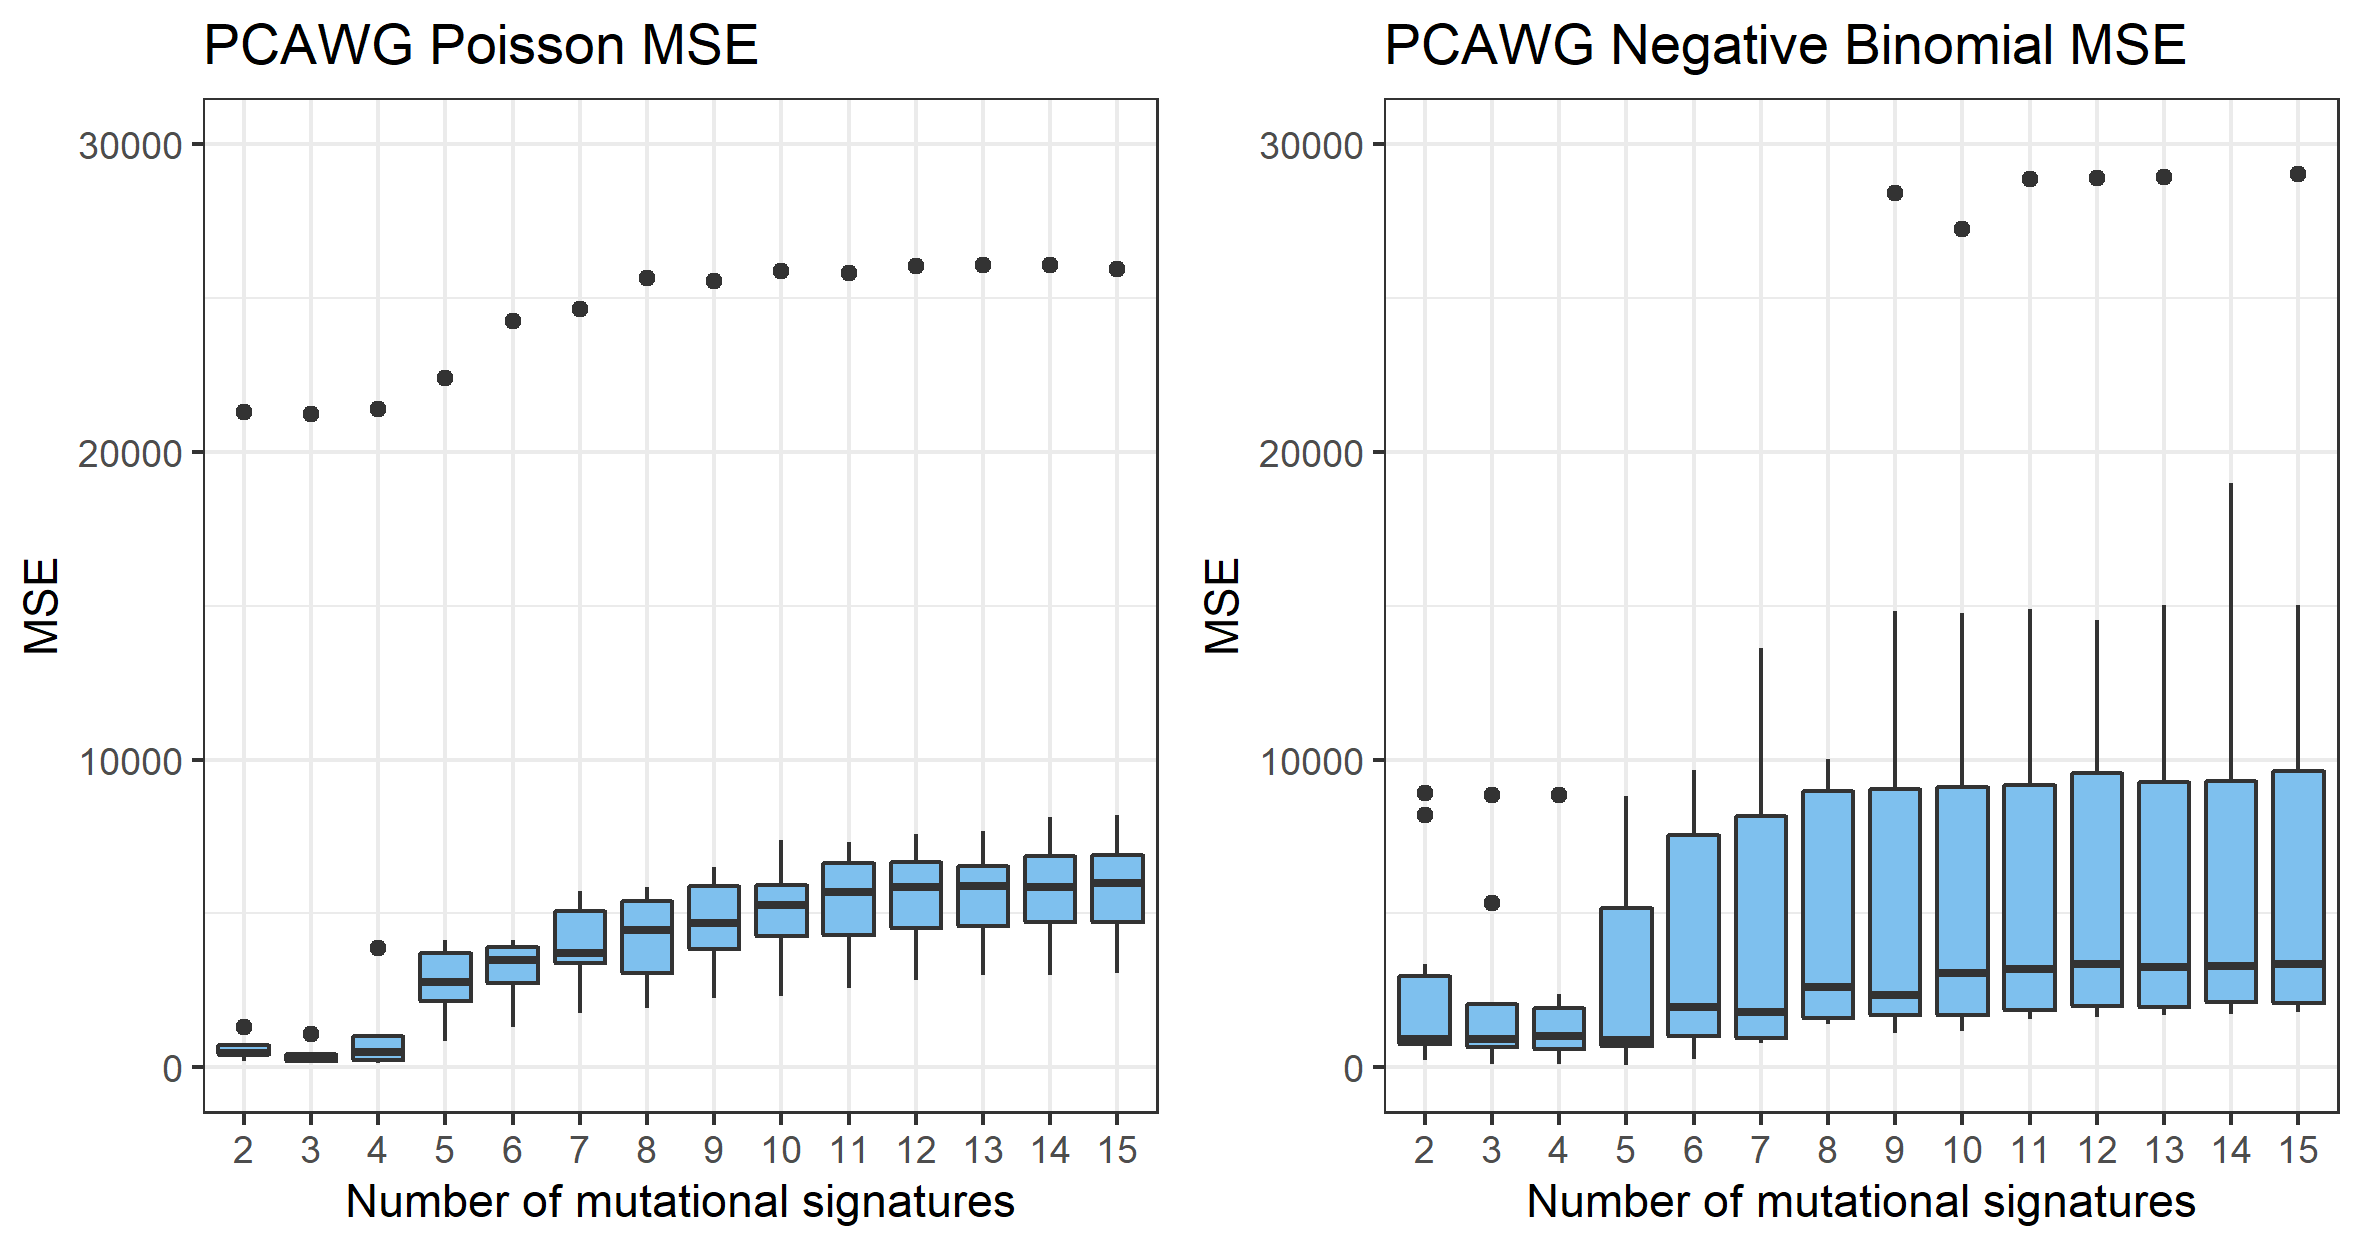 PCAWG Poisson MSE
30000
20000
10000
0
MSE
2 3 4 5 6 7 8 9 10 11 12 13 14 15
Number of mutational signatures
PCAWG Negative Binomial MSE
30000
20000
10000
0
MSE
2 3 4 5 6 7 8 9 10 11 12 13 14 15
Number of mutational signatures